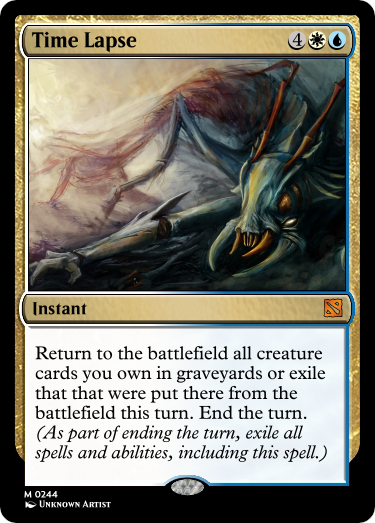 Time Lapse 4
Instant
Return to the battlefield all creature
cards you own in graveyards or exile
that that were put there from the
battlefield this turn. End the turn.
(As part of ending the turn, exile all
spells and abilities, including this spell.)
M 0244
Unknown Artist